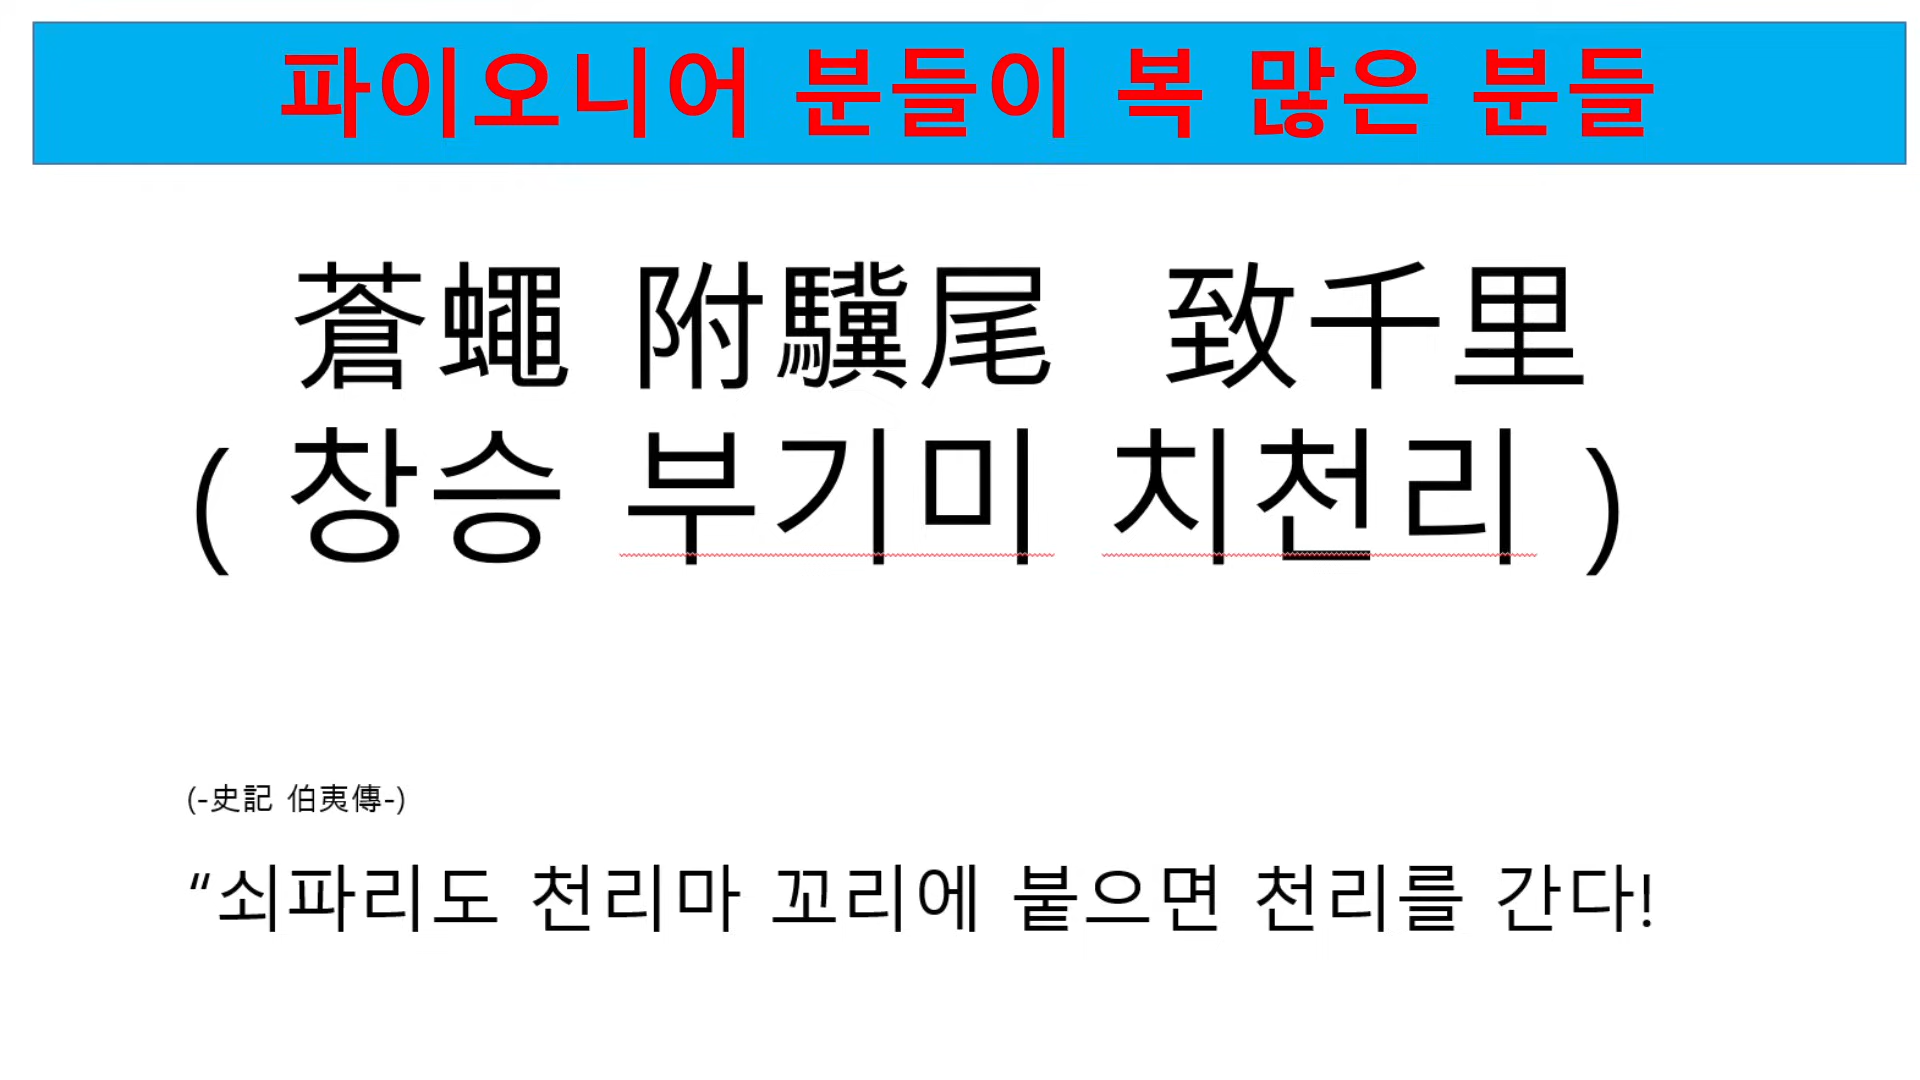 파이오니어 분들이 복 많은 분들
蒼蠅 附驥尾 致千里
( 창승 부기미 치천리 )
(-史記 伯夷傳-)
“쇠파리도 천리마 꼬리에 붙으면 천리를 간다!